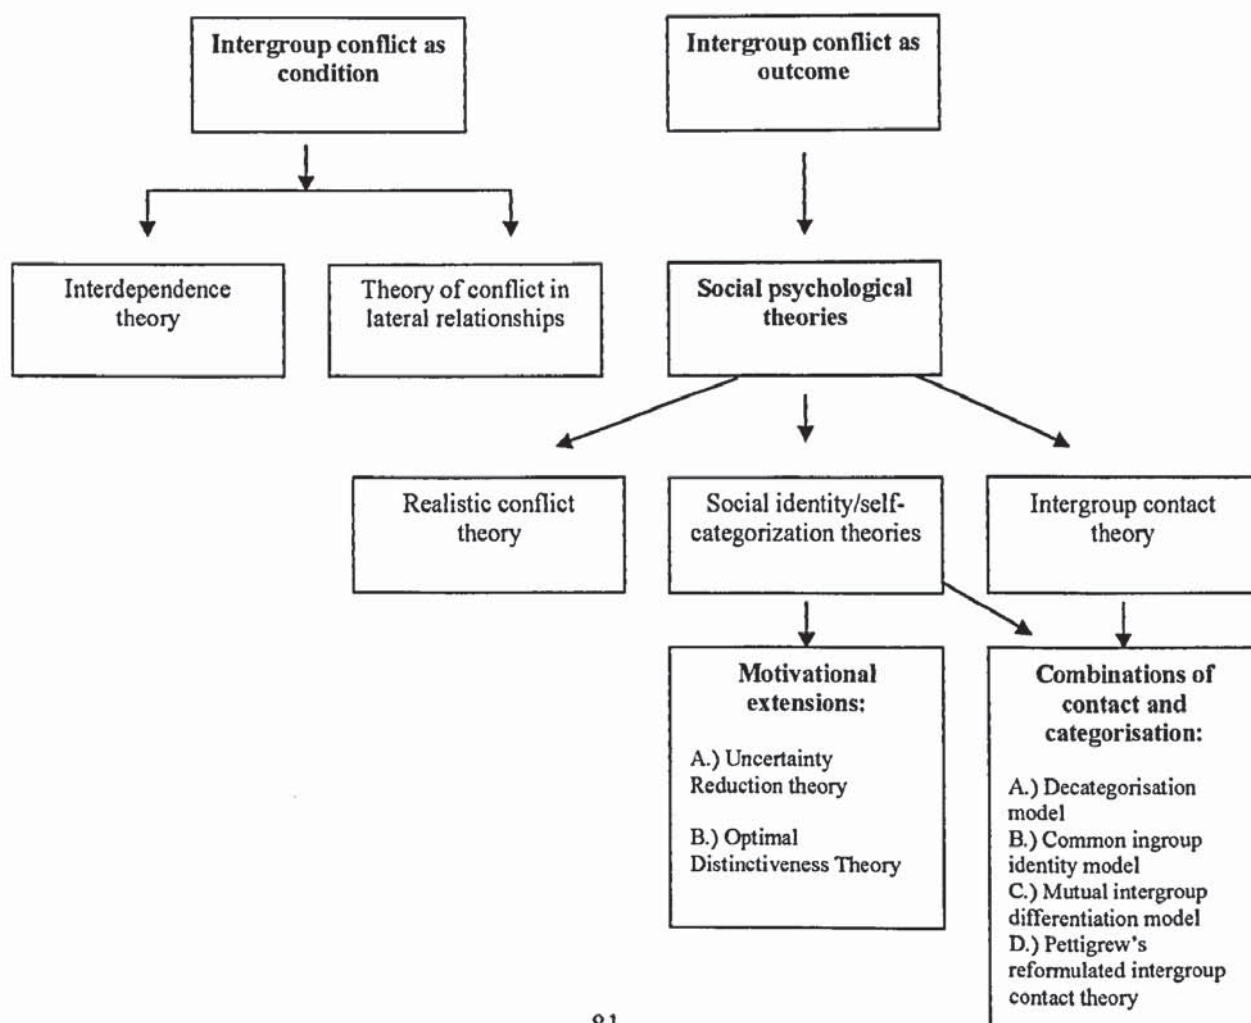 Intergroup conflict as
condition
Intergroup conflict as
outcome
Interdependence
theory
Theory of conflict in
lateral relationships
Social psychological
theories
Realistic conflict
theory
Social identity/self-
categorization theories
Intergroup contact
theory
Motivational
extensions:
A.) Uncertainty
Reduction theory
B.) Optimal
Distinctiveness Theory
Combinations of
contact and
categorisation:
A.) Decategorisation
model
B.) Common ingroup
identity model
C.) Mutual intergroup
differentiation model
D.) Pettigrew's
reformulated intergroup
contact theory